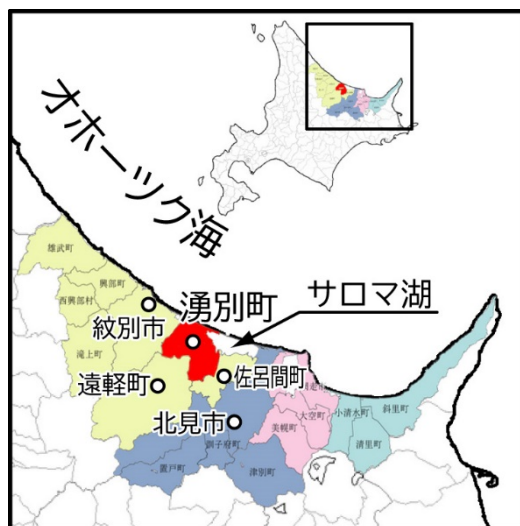 オホーツク海
雄武町
興部町
西興部村
紋別市
湧別町
サロマ湖
滝上町
遠軽町
佐呂間町
北見市
大空町
小清水町
斜里町
美幌町
清里町
訓子府町
置戸町
津別町